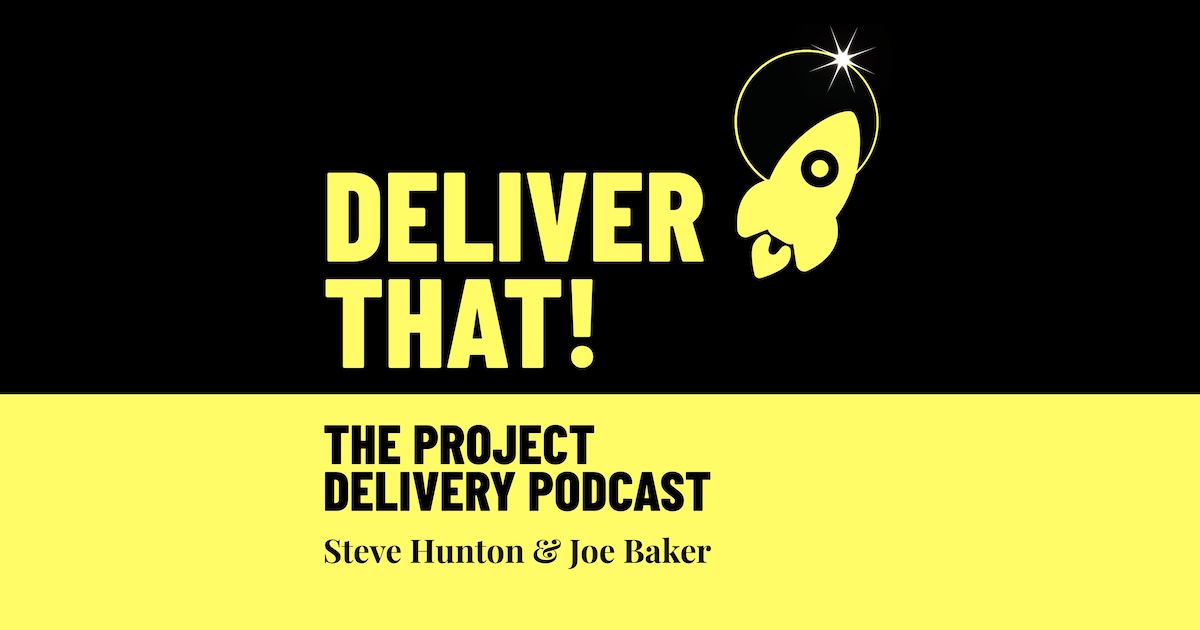 DELIVER
THAT!
THE PROJECT
DELIVERY PODCAST
Steve Hunton & Joe Baker